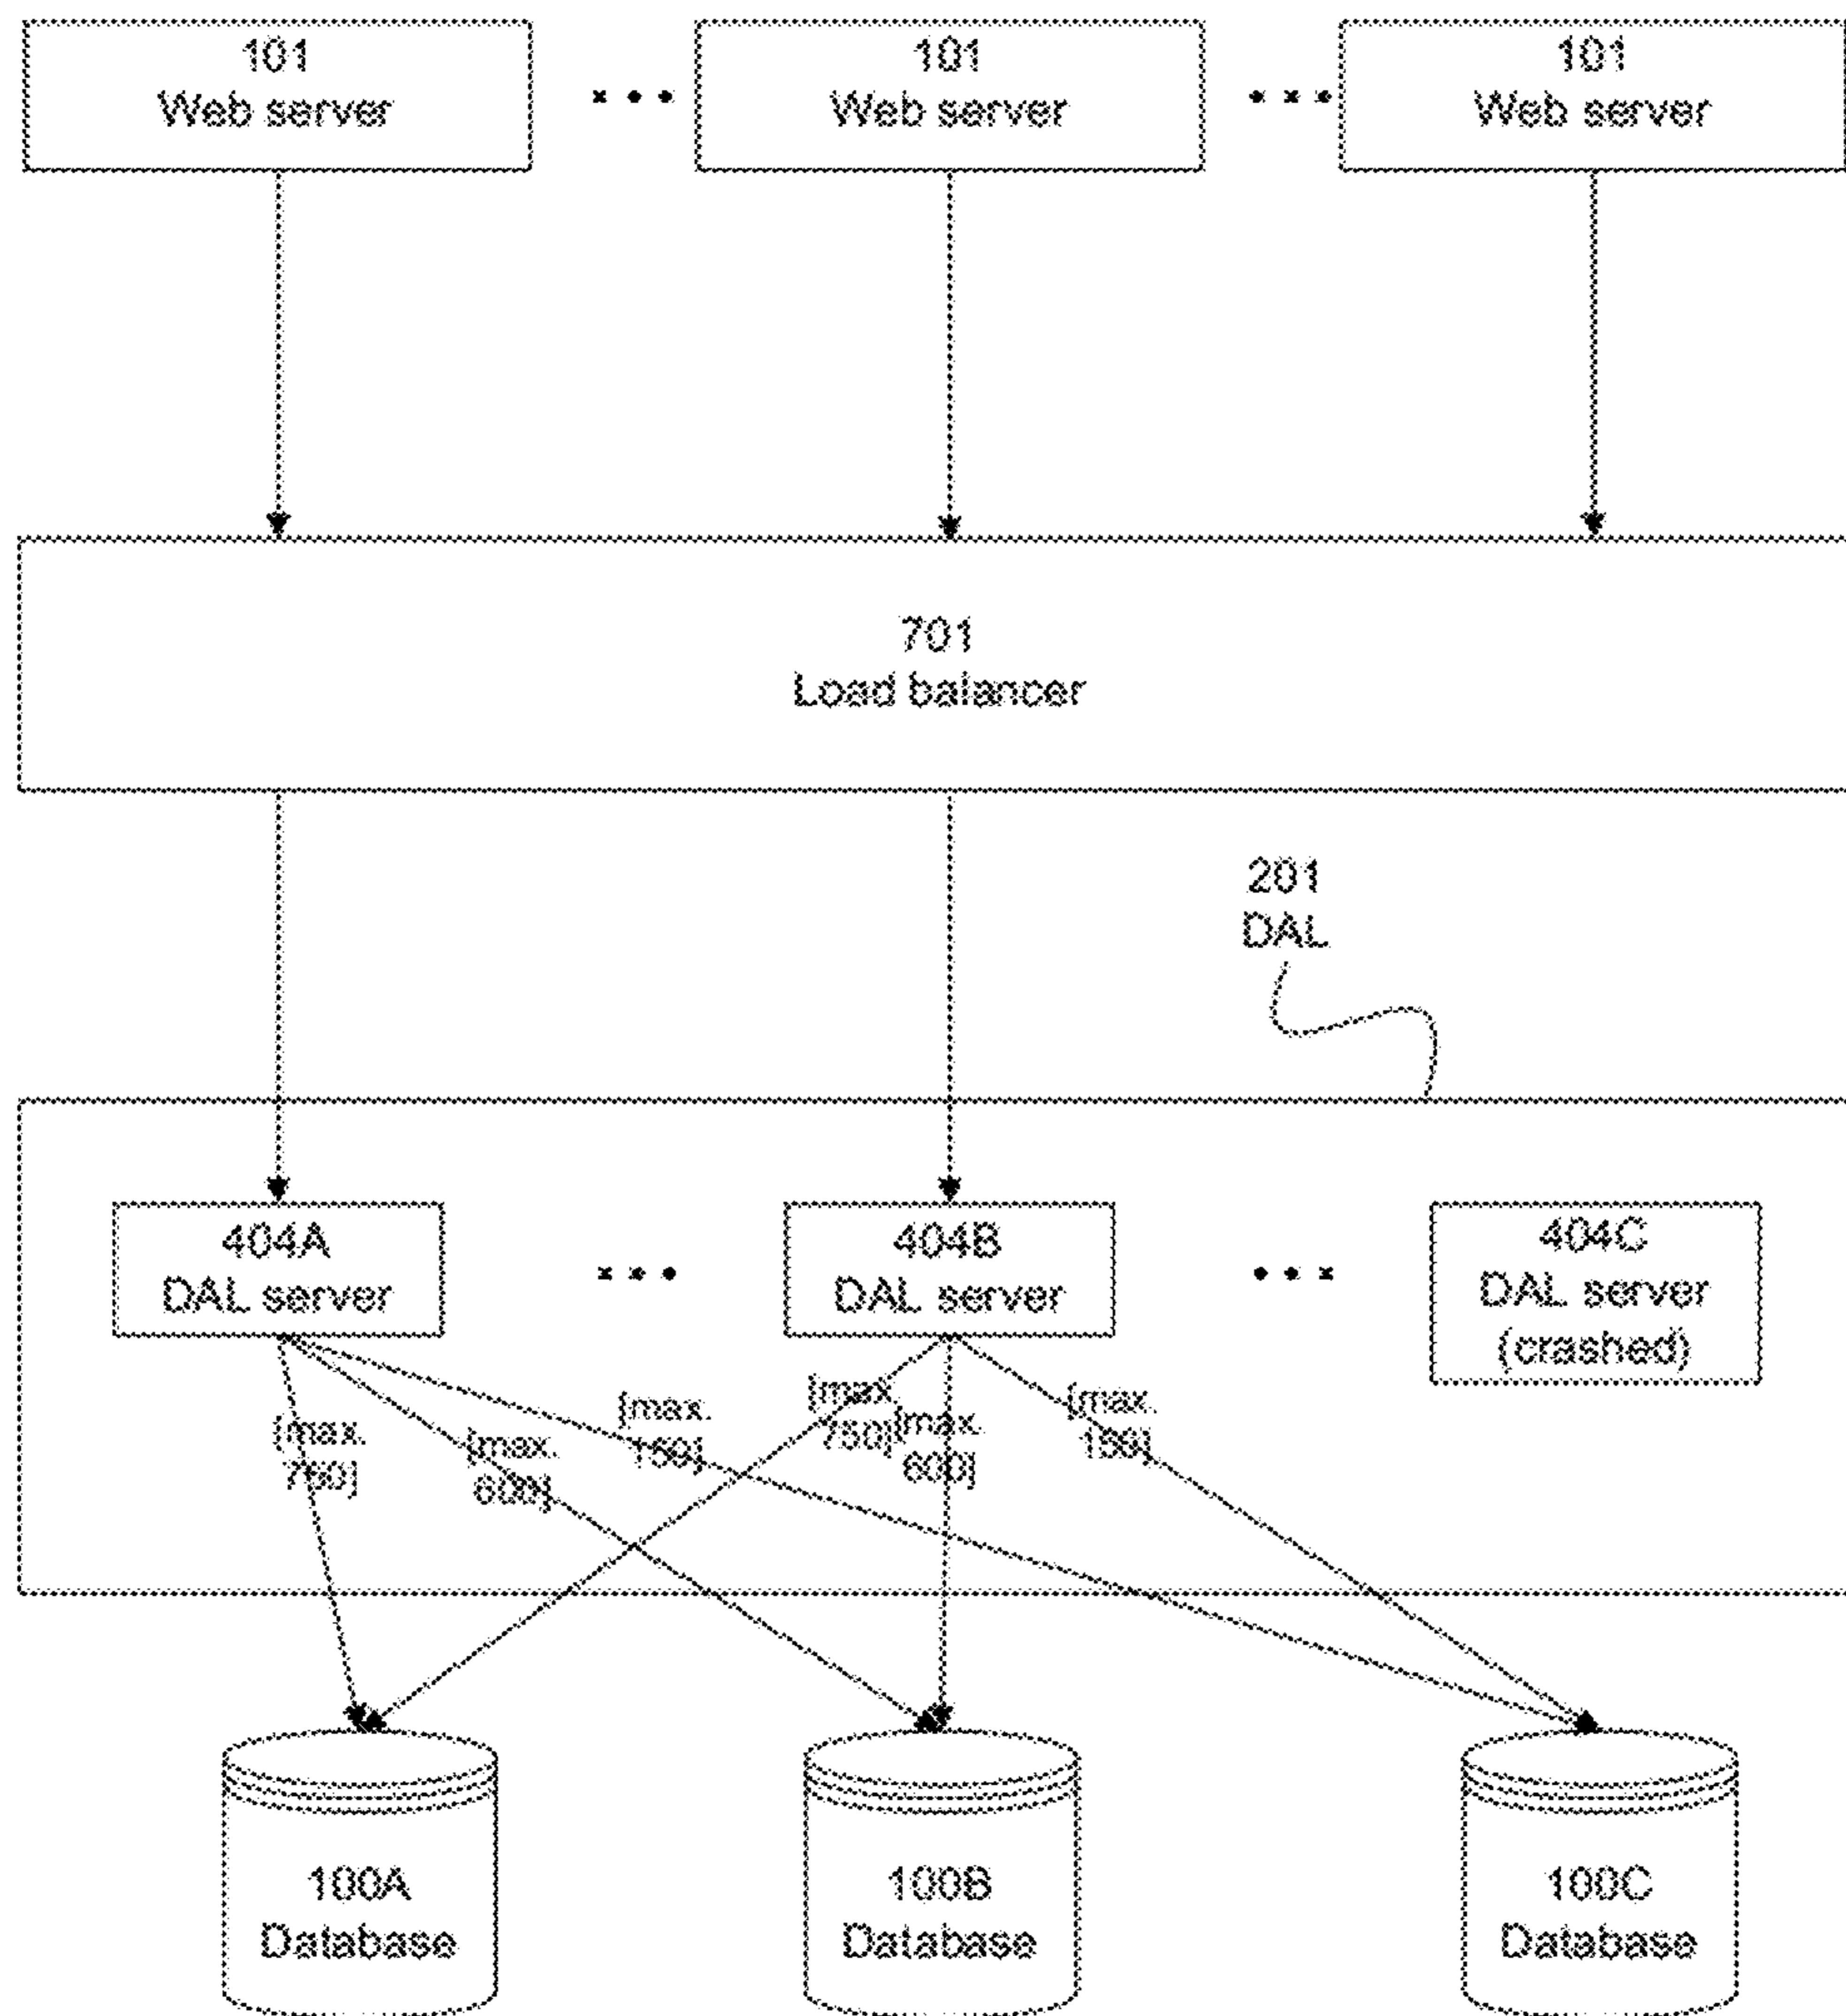 101
Web server
101
Web server
101
Web server
701
Load balancer
201
DAL
404A
DAL server
404B
DAL server
404C
DAL server
(crashed)
[max.
750]
[max.
600]
[max.
150]
[max.
750]
[max.
600]
[max.
150]
100A
Database
100B
Database
100C
Database